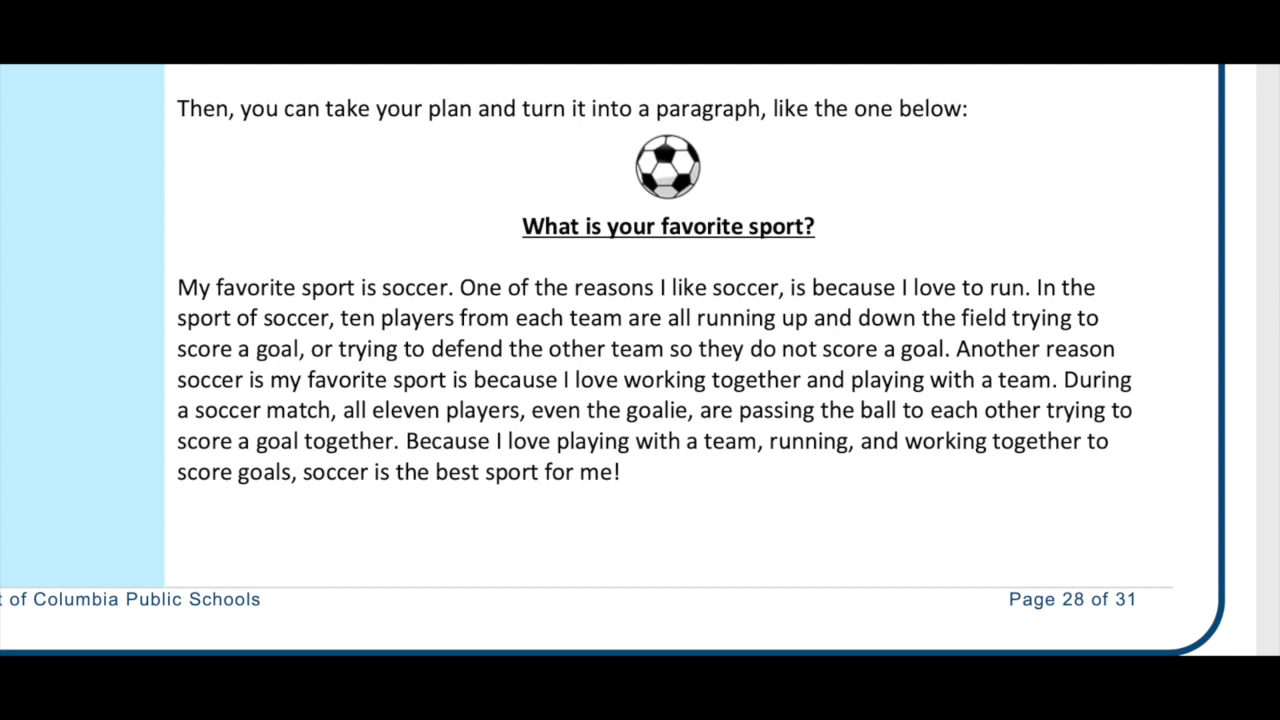 Then, you can take your plan and turn it into a paragraph, like the one below:
What is your favorite sport?
My favorite sport is soccer. One of the reasons I like soccer, is because I love to run. In the
sport of soccer, ten players from each team are all running up and down the field trying to
score a goal, or trying to defend the other team so they do not score a goal. Another reason
soccer is my favorite sport is because I love working together and playing with a team. During
a soccer match, all eleven players, even the goalie, are passing the ball to each other trying to
score a goal together. Because I love playing with a team, running, and working together to
score goals, soccer is the best sport for me!
of Columbia Public Schools
Page 28 of 31